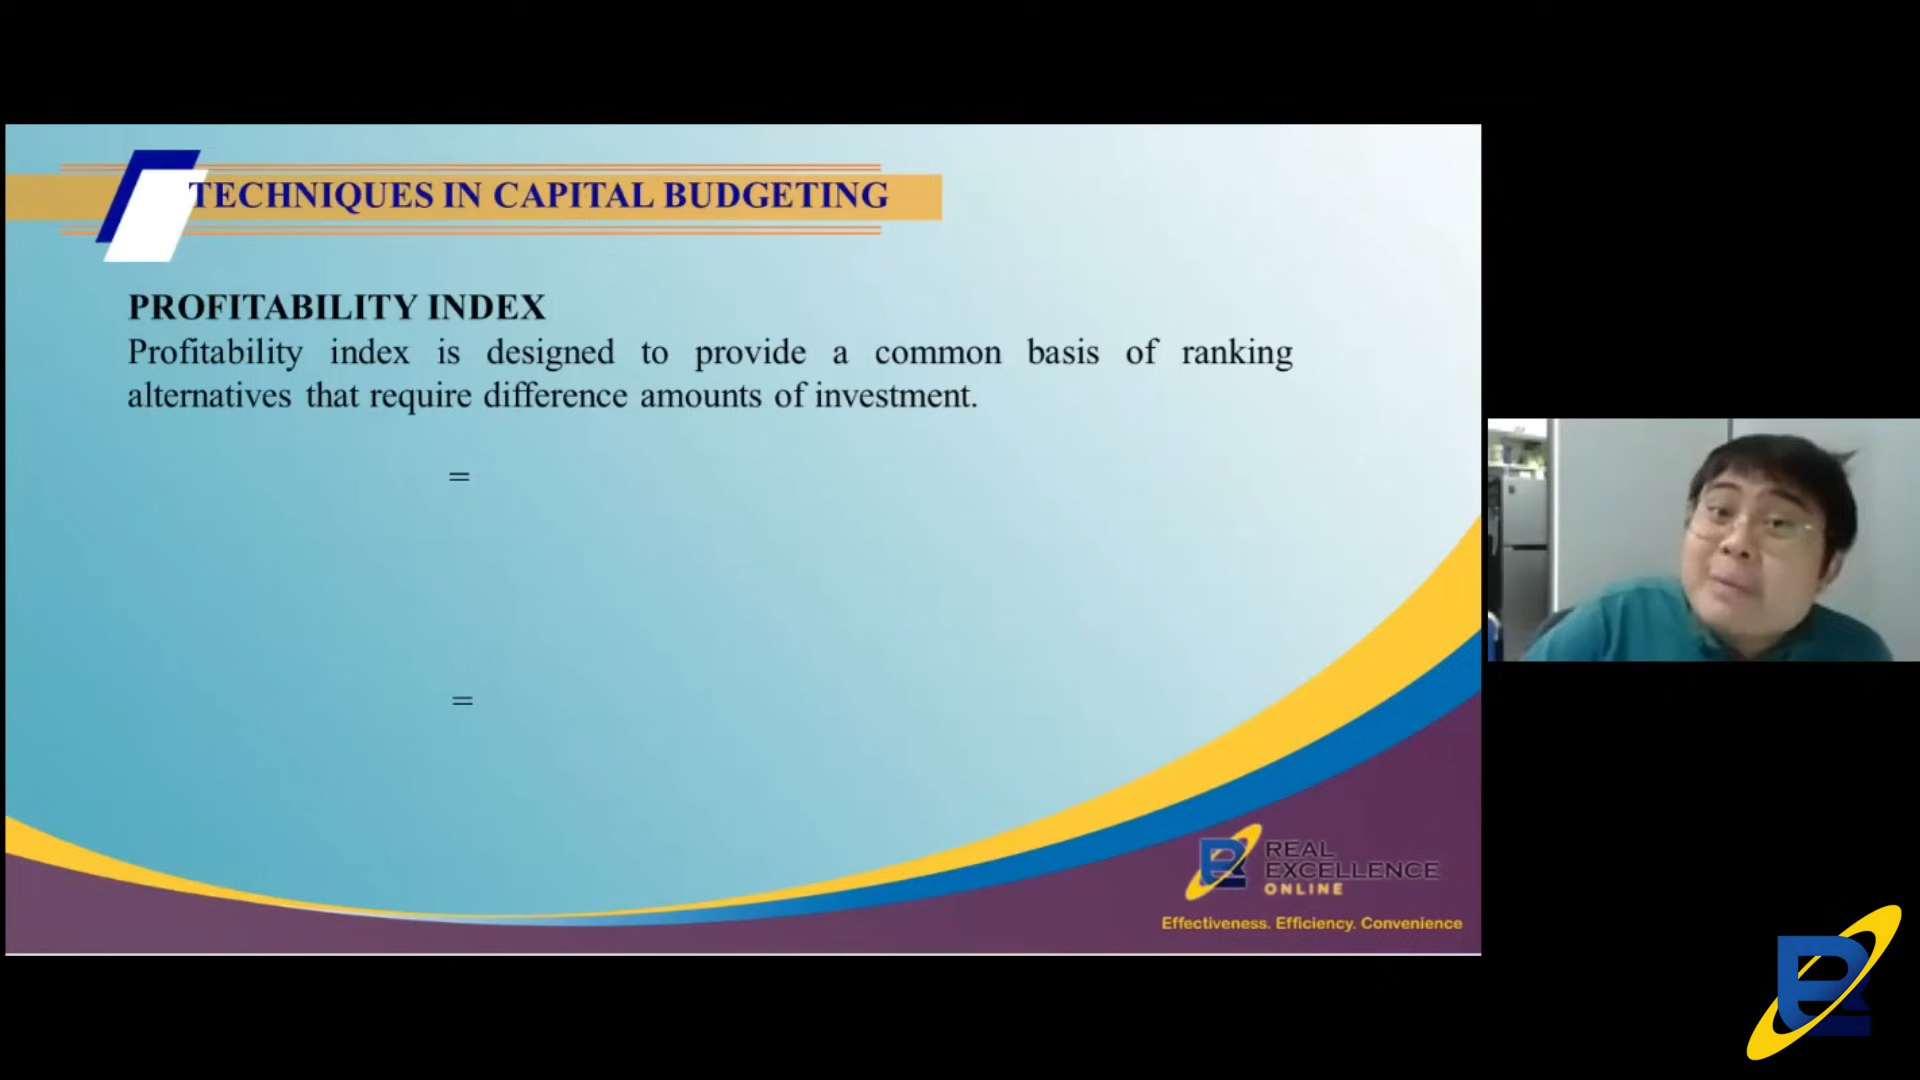 TECHNIQUES IN CAPITAL BUDGETING
PROFITABILITY INDEX
Profitability index is designed to provide a common basis of ranking
alternatives that require difference amounts of investment.
=
=
REAL
EXCELLENCE
ONLINE
Effectiveness. Efficiency. Convenience